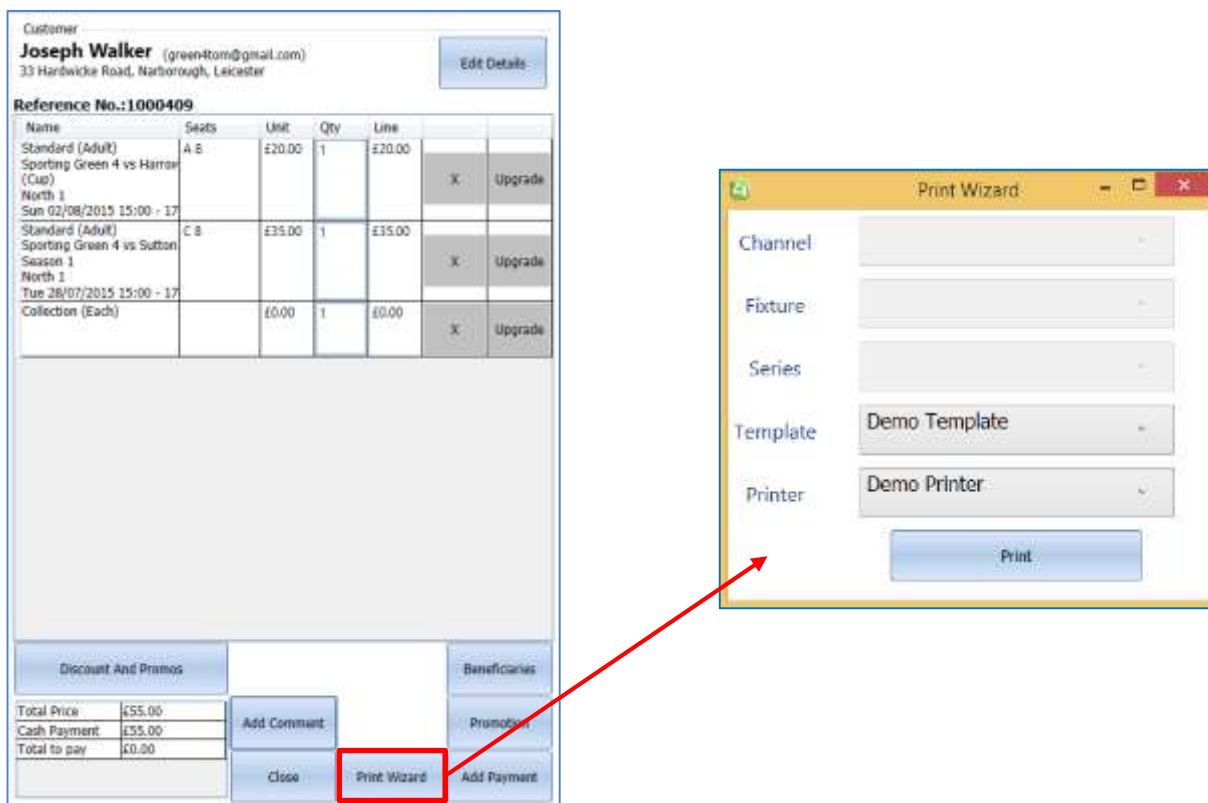 Customer
Joseph Walker (green4tom@gmail.com)
33 Hardwicke Road, Narborough, Leicester
Edit Details
Reference No.:1000409
Name Seats Unit Qty Line
Standard (Adult) A 8 £20.00 1 £20.00
Sporting Green 4 vs Harrow
(Cup)
X Upgrade
North 1
Sun 02/08/2015 15:00 - 17
Standard (Adult) C 8 £35.00 1 £35.00
Sporting Green 4 vs Sutton
Season 1
X Upgrade
North 1
Tue 28/07/2015 15:00 - 17
Collection (Each) £0.00 1 £0.00
X Upgrade
Discount And Promos
Beneficiaries
Total Price £55.00
Cash Payment £55.00
Total to pay £0.00
Add Comment
Promotion
Close
Print Wizard
Add Payment
Print Wizard
Channel
Fixture
Series
Template Demo Template
Printer Demo Printer
Print